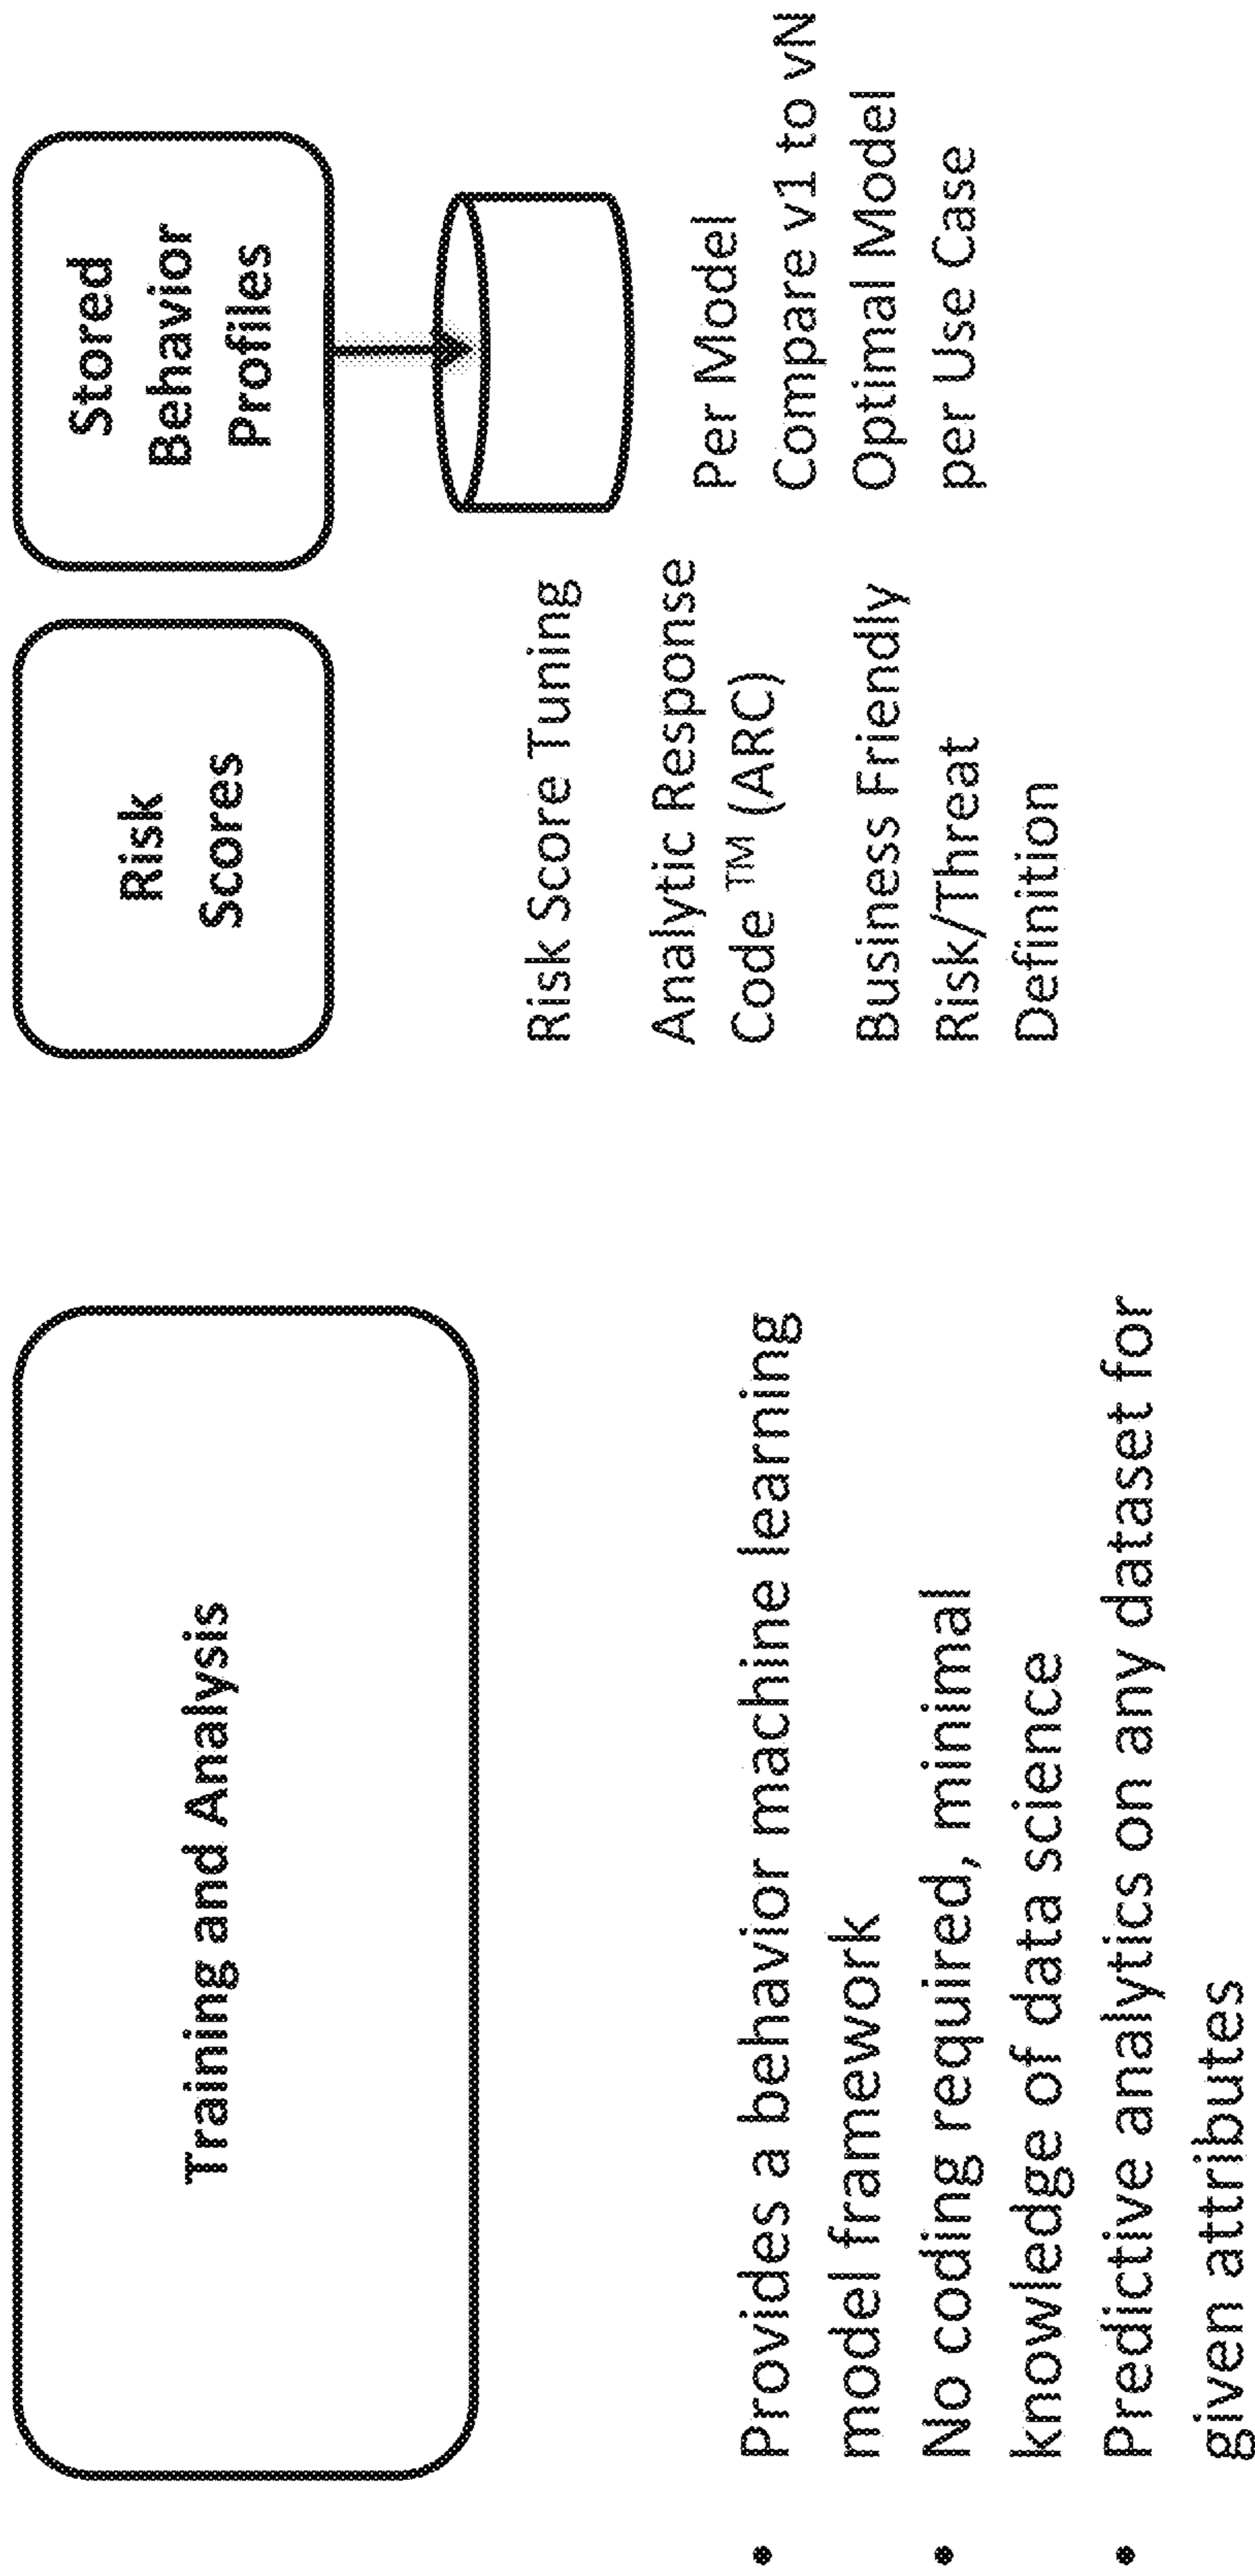 Training and Analysis
Provides a behavior machine learning
model framework
No coding required, minimal
knowledge of data science
Predictive analytics on any dataset for
given attributes
Risk
Scores
Risk Score Tuning
Analytic Response
Code ™ (ARC)
Business Friendly
Risk/Threat
Definition
Stored
Behavior
Profiles
Per Model
Compare v1 to vN
Optimal Model
per Use Case